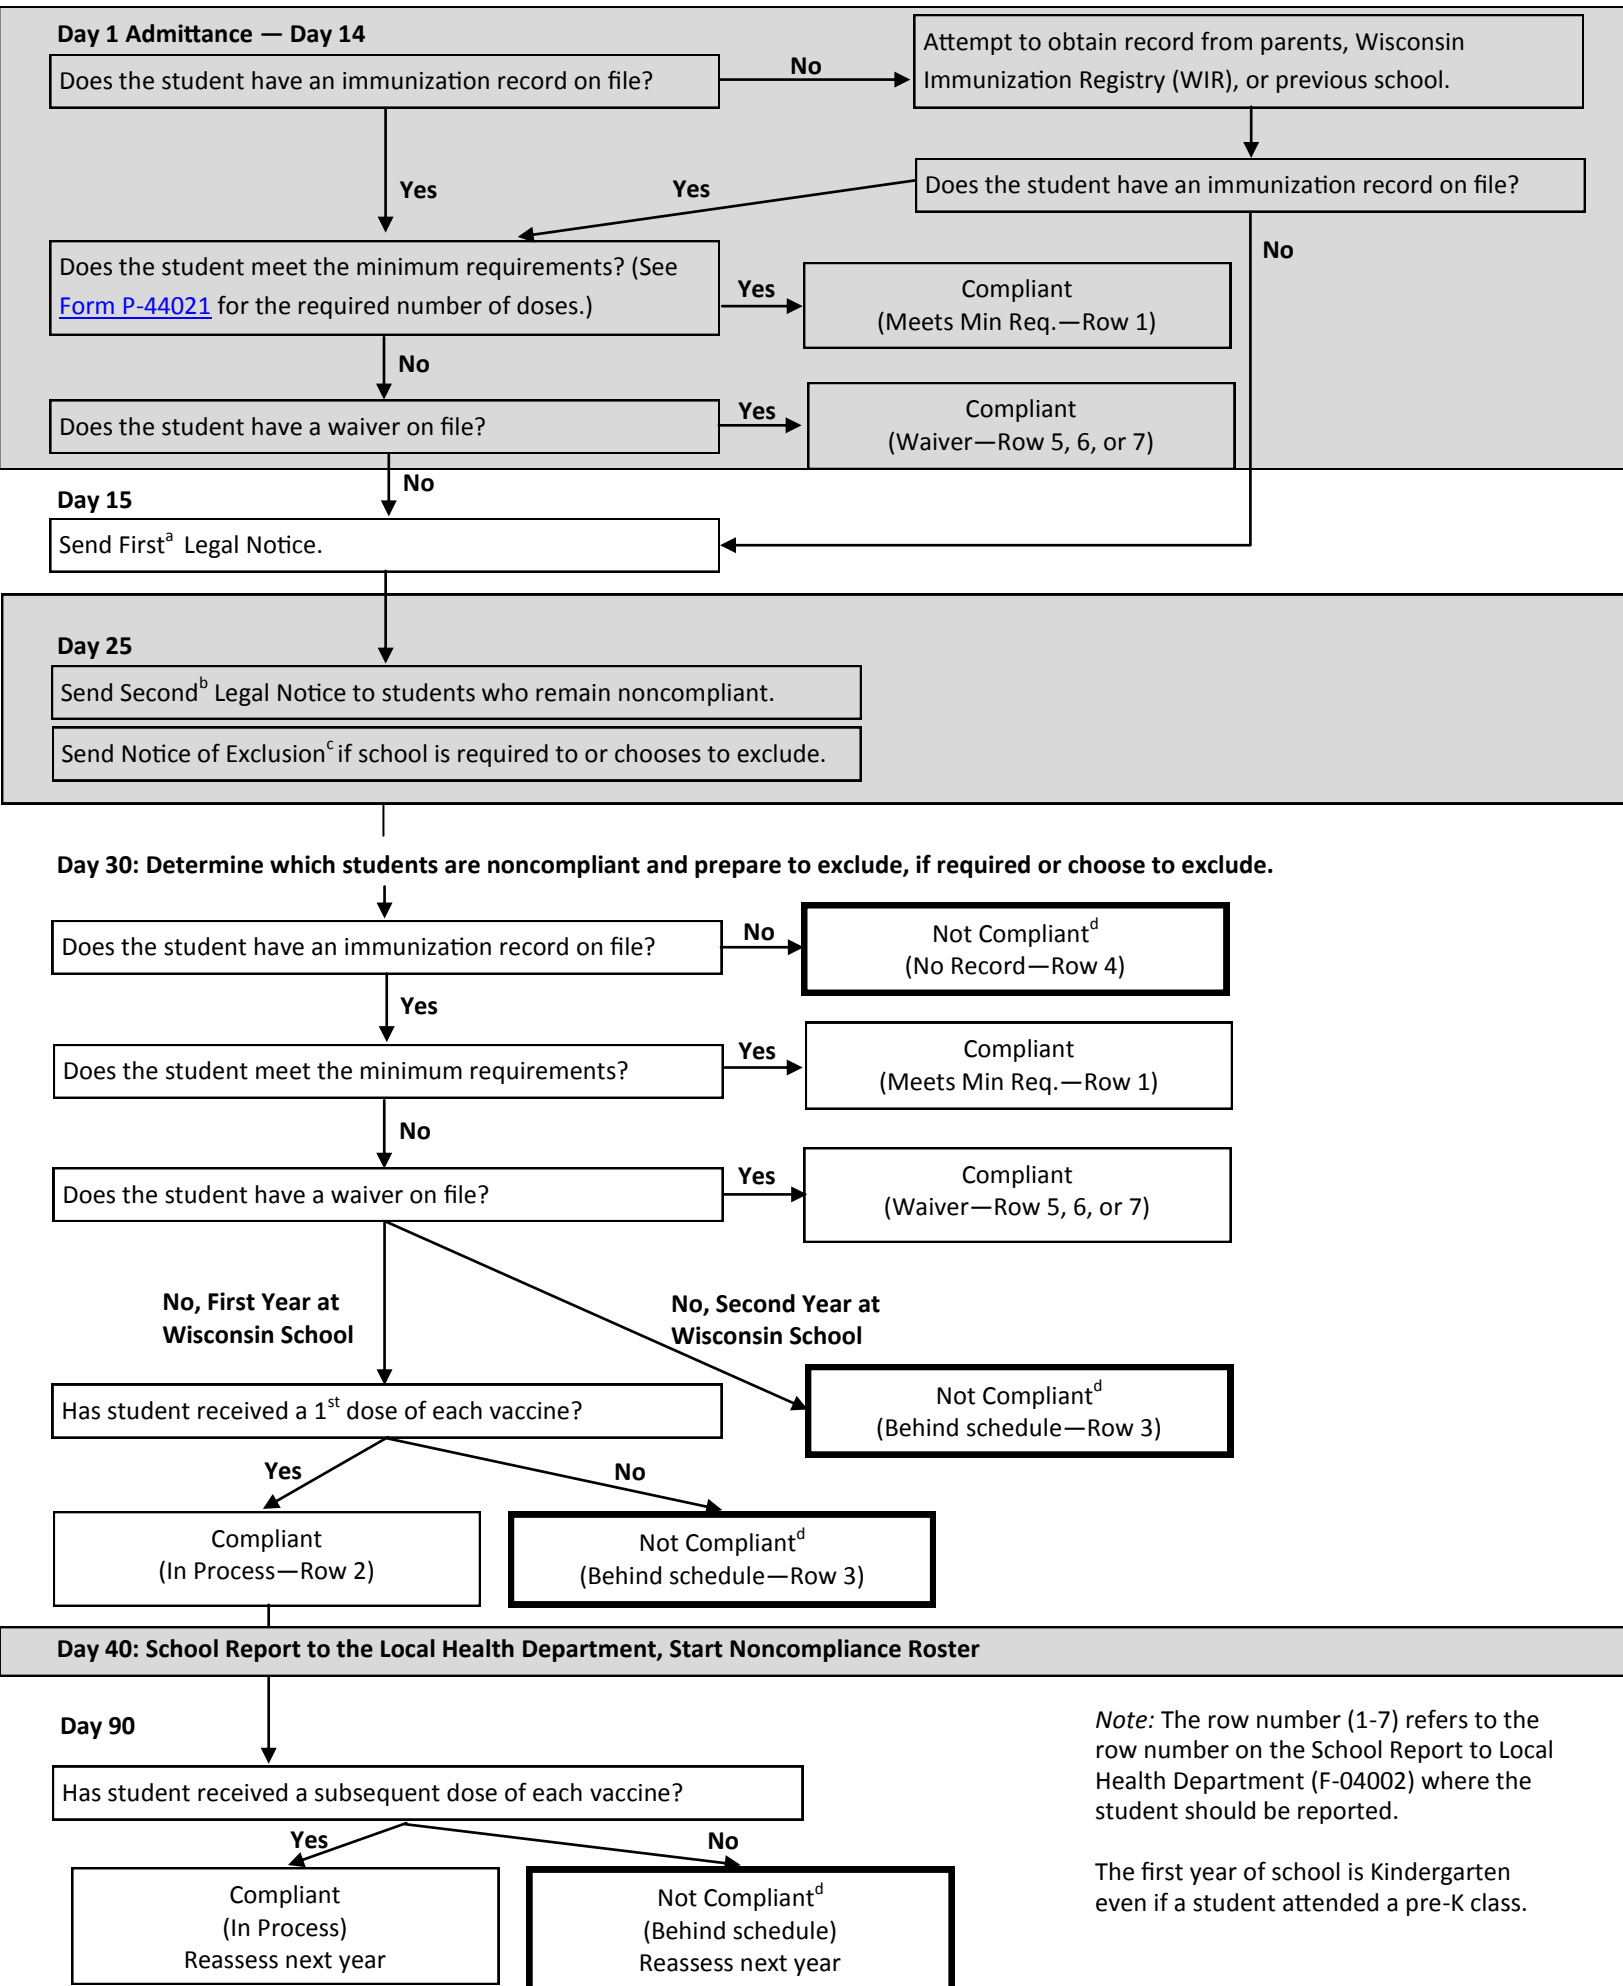 Day 1 Admittance — Day 14
Does the student have an immunization record on file?
No
Attempt to obtain record from parents, Wisconsin
Immunization Registry (WIR), or previous school.
Yes
Yes
Does the student have an immunization record on file?
No
Does the student meet the minimum requirements? (See
Form P-44021 for the required number of doses.)
Yes
Compliant
(Meets Min Req.—Row 1)
No
Does the student have a waiver on file?
Yes
Compliant
(Waiver—Row 5, 6, or 7)
No
Day 15
Send Firstᵃ Legal Notice.
Day 25
Send Secondᵇ Legal Notice to students who remain noncompliant.
Send Notice of Exclusionᶜ if school is required to or chooses to exclude.
Day 30: Determine which students are noncompliant and prepare to exclude, if required or choose to exclude.
Does the student have an immunization record on file?
No
Not Compliantᵈ
(No Record—Row 4)
Yes
Does the student meet the minimum requirements?
Yes
Compliant
(Meets Min Req.—Row 1)
No
Does the student have a waiver on file?
Yes
Compliant
(Waiver—Row 5, 6, or 7)
No, First Year at
Wisconsin School
No, Second Year at
Wisconsin School
Has student received a 1ˢᵗ dose of each vaccine?
Not Compliantᵈ
(Behind schedule—Row 3)
Yes
No
Compliant
(In Process—Row 2)
Not Compliantᵈ
(Behind schedule—Row 3)
Day 40: School Report to the Local Health Department, Start Noncompliance Roster
Day 90
Has student received a subsequent dose of each vaccine?
Yes
No
Compliant
(In Process)
Reassess next year
Not Compliantᵈ
(Behind schedule)
Reassess next year
Note: The row number (1-7) refers to the
row number on the School Report to Local
Health Department (F-04002) where the
student should be reported.
The first year of school is Kindergarten
even if a student attended a pre-K class.